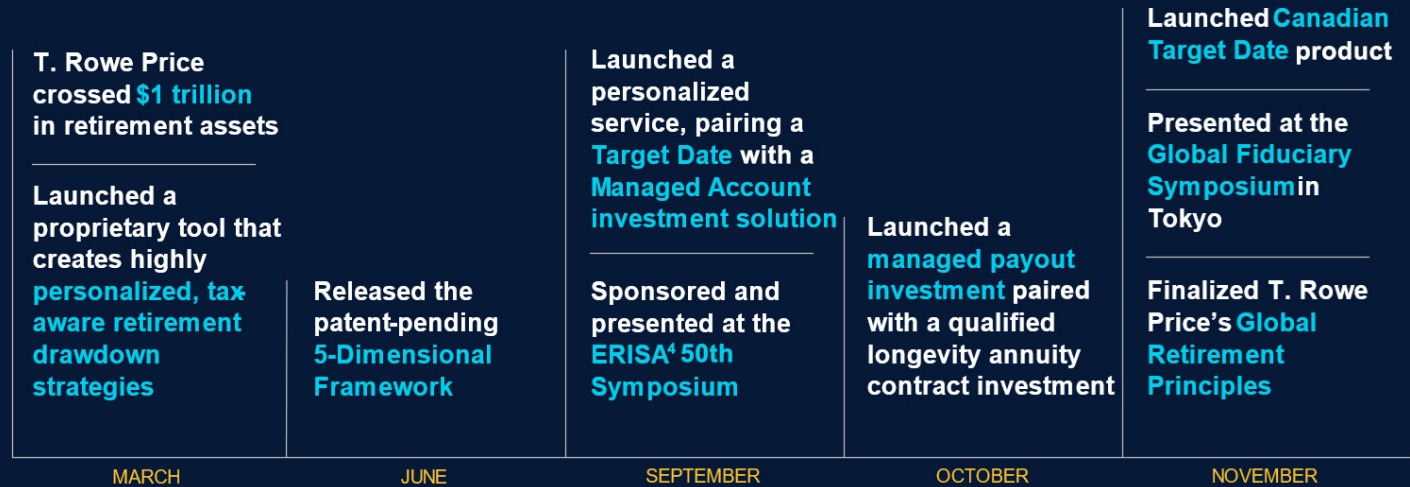 T. Rowe Price
crossed $1 trillion
in retirement assets
Launched a
proprietary tool that
creates highly
personalized, tax-
aware retirement
drawdown
strategies
MARCH
Released the
patent-pending
5-Dimensional
Framework
JUNE
Launched a
personalized
service, pairing a
Target Date with a
Managed Account
investment solution
Sponsored and
presented at the
ERISA⁴ 50th
Symposium
SEPTEMBER
Launched a
managed payout
investment paired
with a qualified
longevity annuity
contract investment
OCTOBER
Launched Canadian
Target Date product
Presented at the
Global Fiduciary
Symposium in
Tokyo
Finalized T. Rowe
Price's Global
Retirement
Principles
NOVEMBER